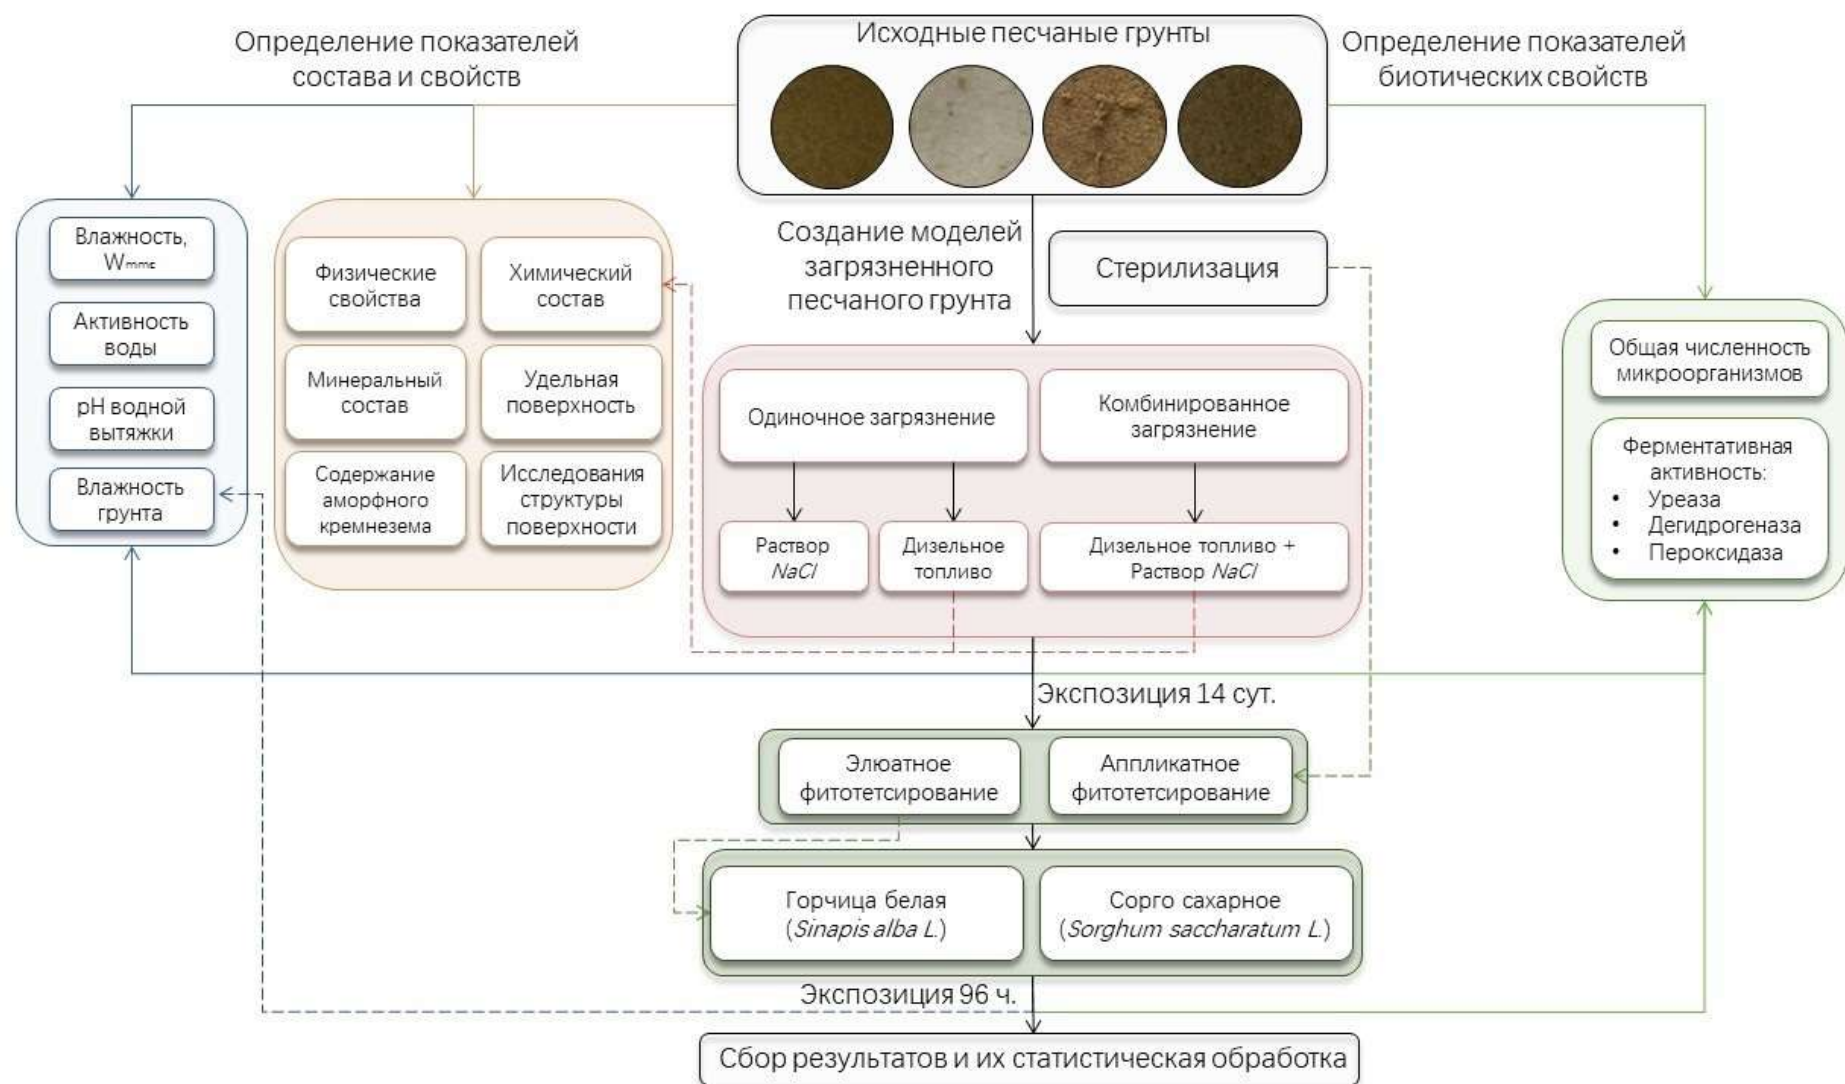 Определение показателей
состава и свойств
Исходные песчаные грунты
Определение показателей
биотических свойств
Влажность,
Wmmc
Активность
воды
pH водной
вытяжки
Влажность
грунта
Физические
свойства
Химический
состав
Минеральный
состав
Удельная
поверхность
Содержание
аморфного
кремнезема
Исследования
структуры
поверхности
Создание моделей
загрязненного
песчаного грунта
Стерилизация
Одиночное загрязнение
Комбинированное
загрязнение
Раствор
NaCl
Дизельное
топливо
Дизельное топливо +
Раствор NaCl
Общая численность
микроорганизмов
Ферментативная
активность:
• Уреаза
• Дегидрогеназа
• Пероксидаза
Экспозиция 14 сут.
Элюатное
фитотетсирование
Аппликатное
фитотетсирование
Горчица белая
(Sinapis alba L.)
Сорго сахарное
(Sorghum saccharatum L.)
Экспозиция 96 ч.
Сбор результатов и их статистическая обработка